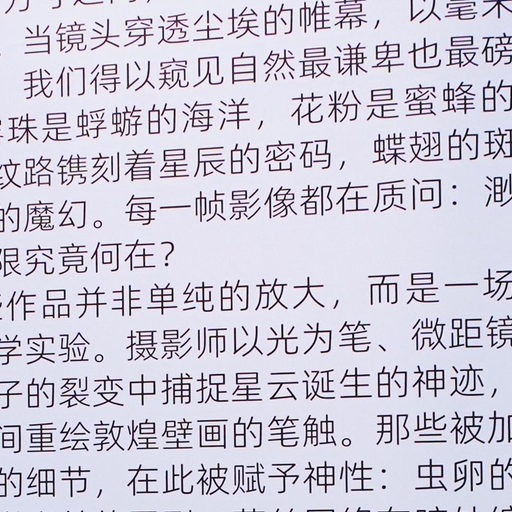 当镜头穿透尘埃的帷幕，以毫米
我们得以窥见自然最谦卑也最磅
珠是蜉蝣的海洋，花粉是蜜蜂的
纹路镌刻着星辰的密码，蝶翅的斑
的魔幻。每一帧影像都在质问：渺
限究竟何在？
作品并非单纯的放大，而是一场
学实验。摄影师以光为笔、微距镜
子的裂变中捕捉星云诞生的神迹，
间重绘敦煌壁画的笔触。那些被加
的细节，在此被赋予神性：虫卵的